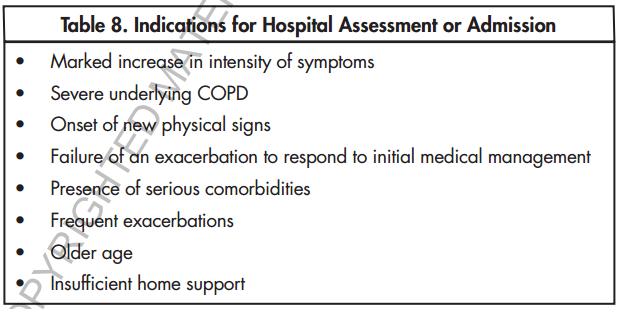 Table 8. Indications for Hospital Assessment or Admission
• Marked increase in intensity of symptoms
• Severe underlying COPD
• Onset of new physical signs
• Failure of an exacerbation to respond to initial medical management
• Presence of serious comorbidities
• Frequent exacerbations
• Older age
• Insufficient home support
OPYRIGHTED MATE